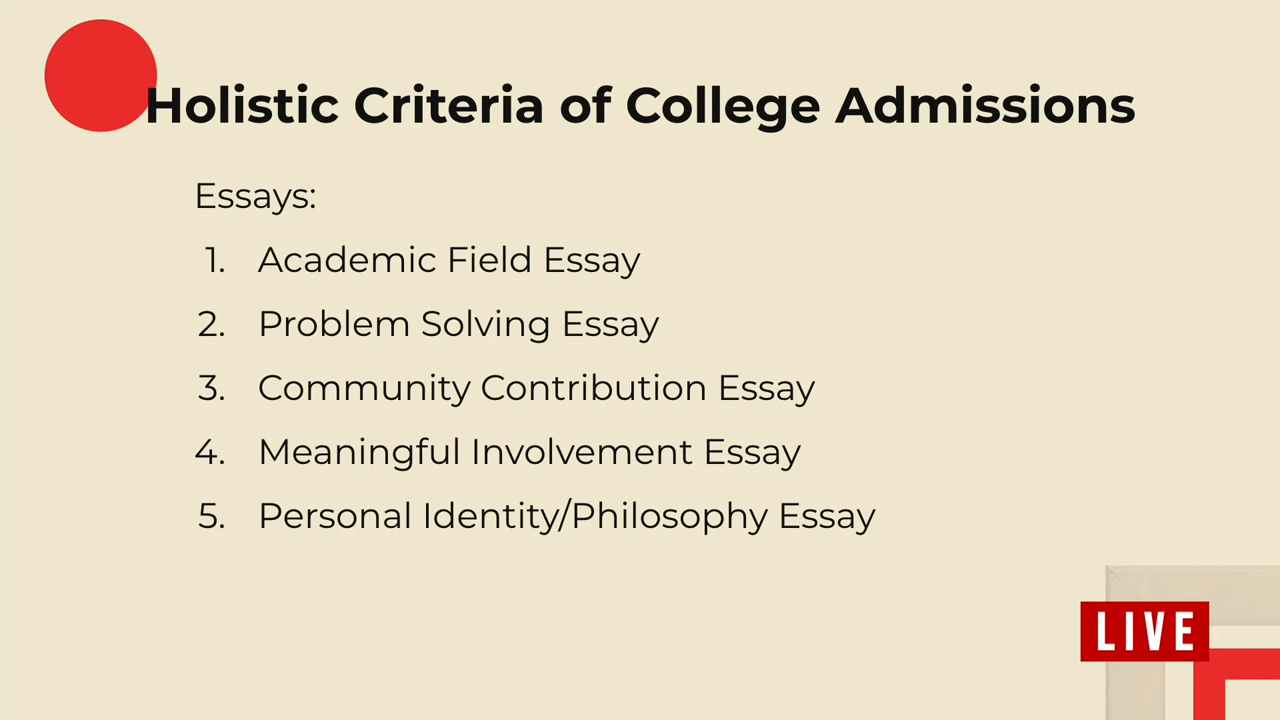 Holistic Criteria of College Admissions
Essays:
1. Academic Field Essay
2. Problem Solving Essay
3. Community Contribution Essay
4. Meaningful Involvement Essay
5. Personal Identity/Philosophy Essay
LIVE